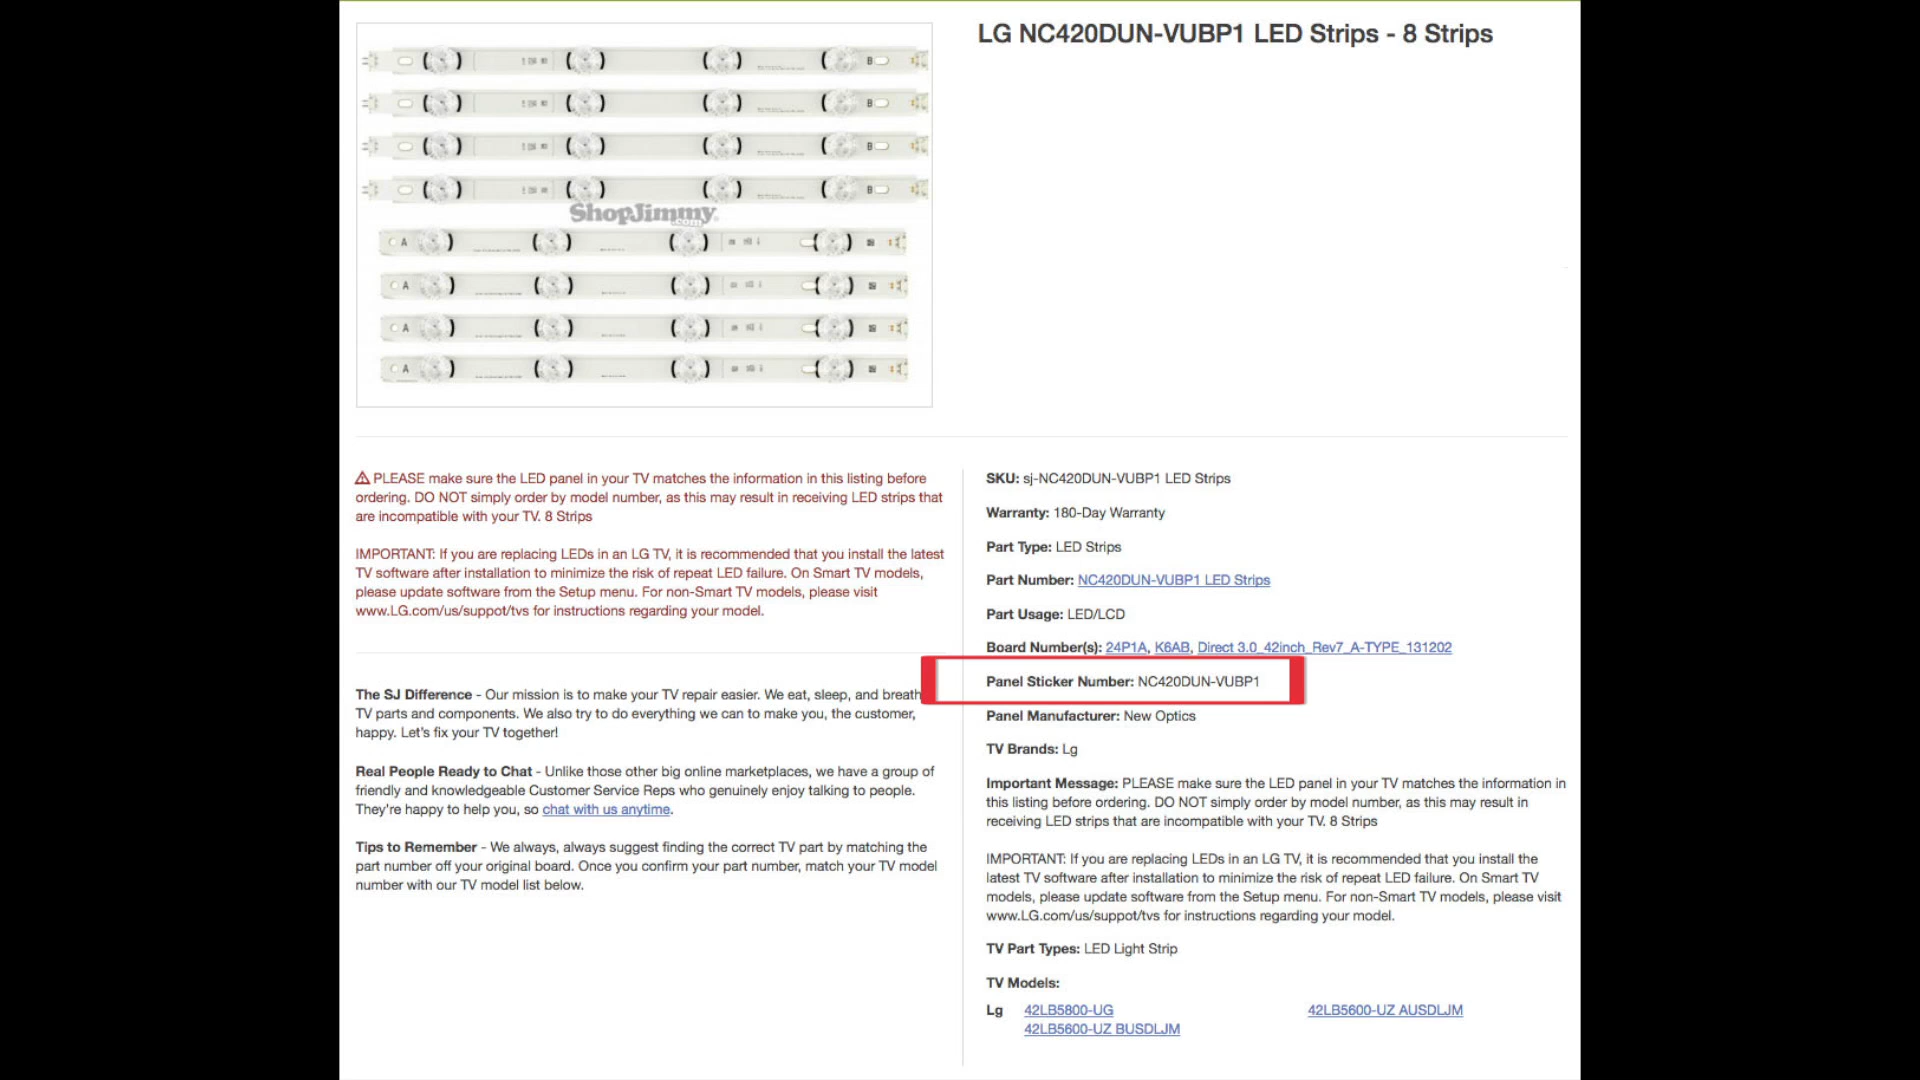 LG NC420DUN-VUBP1 LED Strips - 8 Strips
B
B
B
B
ShopJimmy
.com
A
A
A
A
PLEASE make sure the LED panel in your TV matches the information in this listing before
ordering. DO NOT simply order by model number, as this may result in receiving LED strips that
are incompatible with your TV. 8 Strips
IMPORTANT: If you are replacing LEDs in an LG TV, it is recommended that you install the latest
TV software after installation to minimize the risk of repeat LED failure. On Smart TV models,
please update software from the Setup menu. For non-Smart TV models, please visit
www.LG.com/us/suppot/tvs for instructions regarding your model.
The SJ Difference - Our mission is to make your TV repair easier. We eat, sleep, and breath
TV parts and components. We also try to do everything we can to make you, the customer,
happy. Let's fix your TV together!
Real People Ready to Chat - Unlike those other big online marketplaces, we have a group of
friendly and knowledgeable Customer Service Reps who genuinely enjoy talking to people.
They're happy to help you, so chat with us anytime.
Tips to Remember - We always, always suggest finding the correct TV part by matching the
part number off your original board. Once you confirm your part number, match your TV model
number with our TV model list below.
SKU: sj-NC420DUN-VUBP1 LED Strips
Warranty: 180-Day Warranty
Part Type: LED Strips
Part Number: NC420DUN-VUBP1 LED Strips
Part Usage: LED/LCD
Board Number(s): 24P1A, K6AB, Direct 3.0_42inch_Rev7_A-TYPE_131202
Panel Sticker Number: NC420DUN-VUBP1
Panel Manufacturer: New Optics
TV Brands: Lg
Important Message: PLEASE make sure the LED panel in your TV matches the information in
this listing before ordering. DO NOT simply order by model number, as this may result in
receiving LED strips that are incompatible with your TV. 8 Strips
IMPORTANT: If you are replacing LEDs in an LG TV, it is recommended that you install the
latest TV software after installation to minimize the risk of repeat LED failure. On Smart TV
models, please update software from the Setup menu. For non-Smart TV models, please visit
www.LG.com/us/suppot/tvs for instructions regarding your model.
TV Part Types: LED Light Strip
TV Models:
Lg 42LB5800-UG 42LB5600-UZ AUSDLJM
42LB5600-UZ BUSDLJM